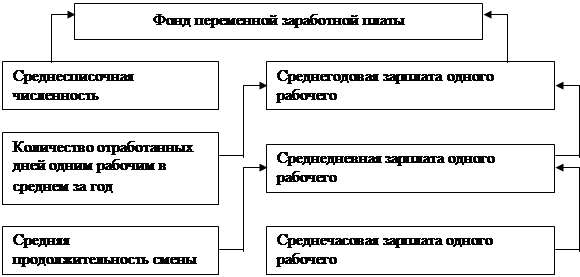 Фонд переменной заработной платы
Среднесписочная
численность
Среднегодовая зарплата одного
рабочего
Количество отработанных
дней одним рабочим в
среднем за год
Среднедневная зарплата одного
рабочего
Средняя
продолжительность смены
Среднечасовая зарплата одного
рабочего